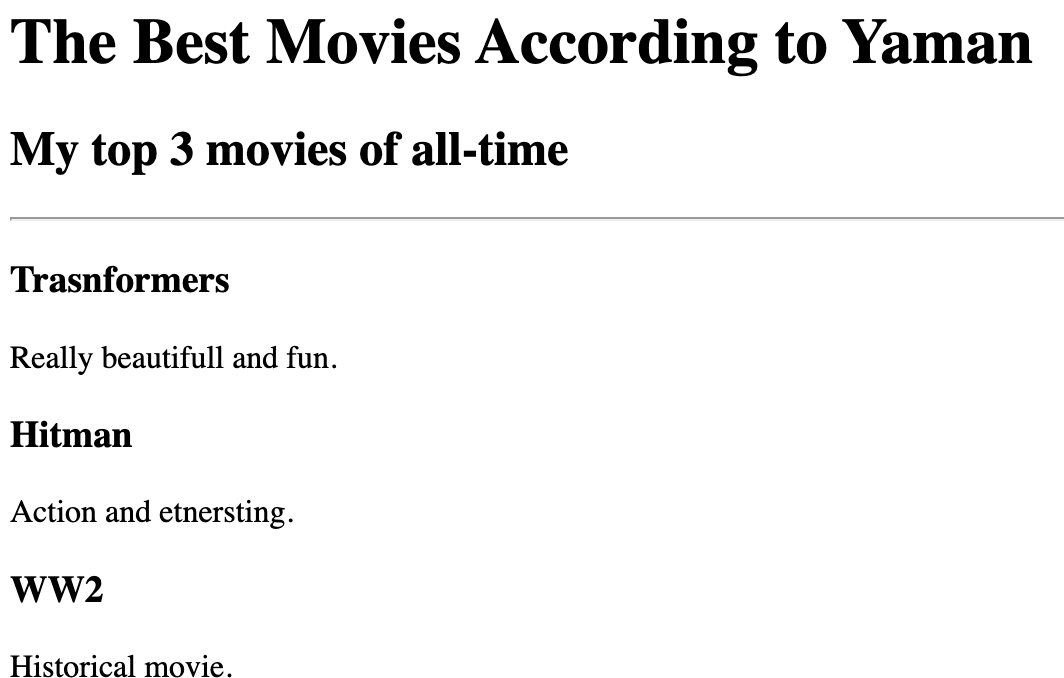 The Best Movies According to Yaman
My top 3 movies of all-time
Trasnformers
Really beautifull and fun.
Hitman
Action and etnersting.
WW2
Historical movie.